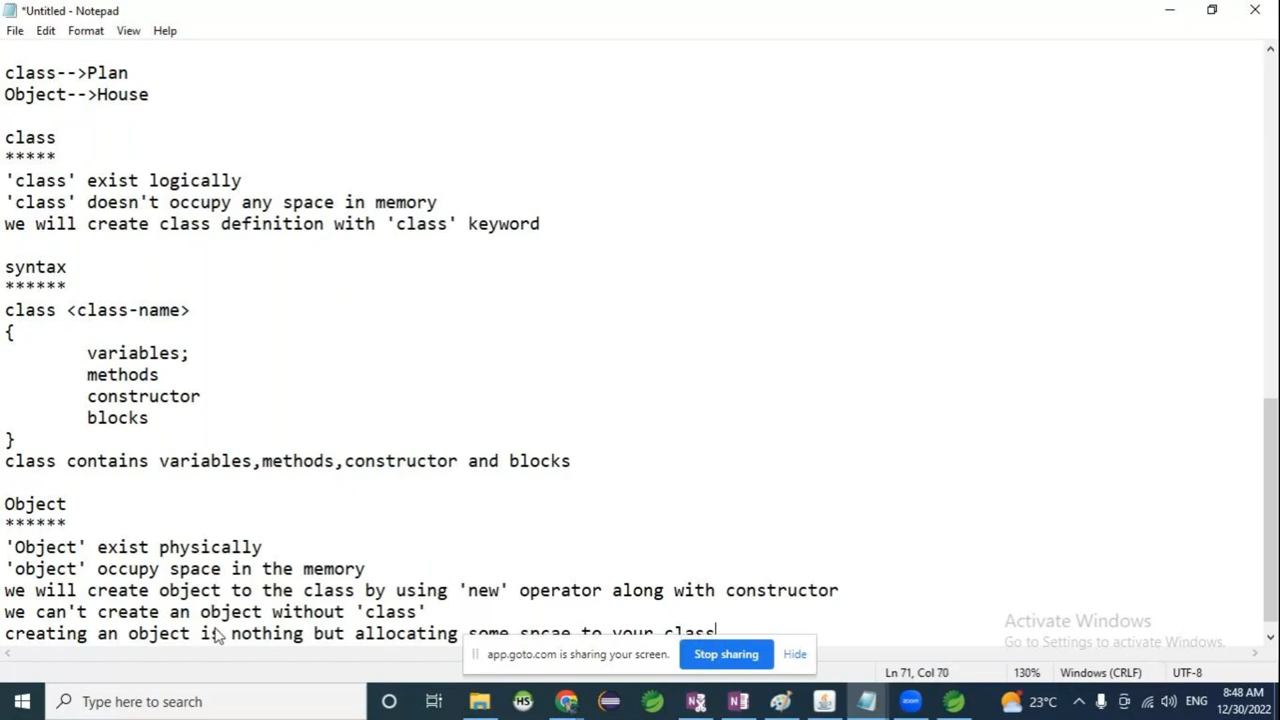 *Untitled - Notepad
File Edit Format View Help
class-->Plan
Object-->House
class
*****
'class' exist logically
'class' doesn't occupy any space in memory
we will create class definition with 'class' keyword
syntax
******
class <class-name>
{
variables;
methods
constructor
blocks
}
class contains variables,methods,constructor and blocks
Object
******
'Object' exist physically
'object' occupy space in the memory
we will create object to the class by using 'new' operator along with constructor
we can't create an object without 'class'
creating an object is nothing but allocating some spcae to your class
Activate Windows
Go to Settings to activate Windows.
app.goto.com is sharing your screen. Stop sharing Hide
Ln 71, Col 70 130% Windows (CRLF) UTF-8
Type here to search HS 23°C ENG 8:48 AM
12/30/2022